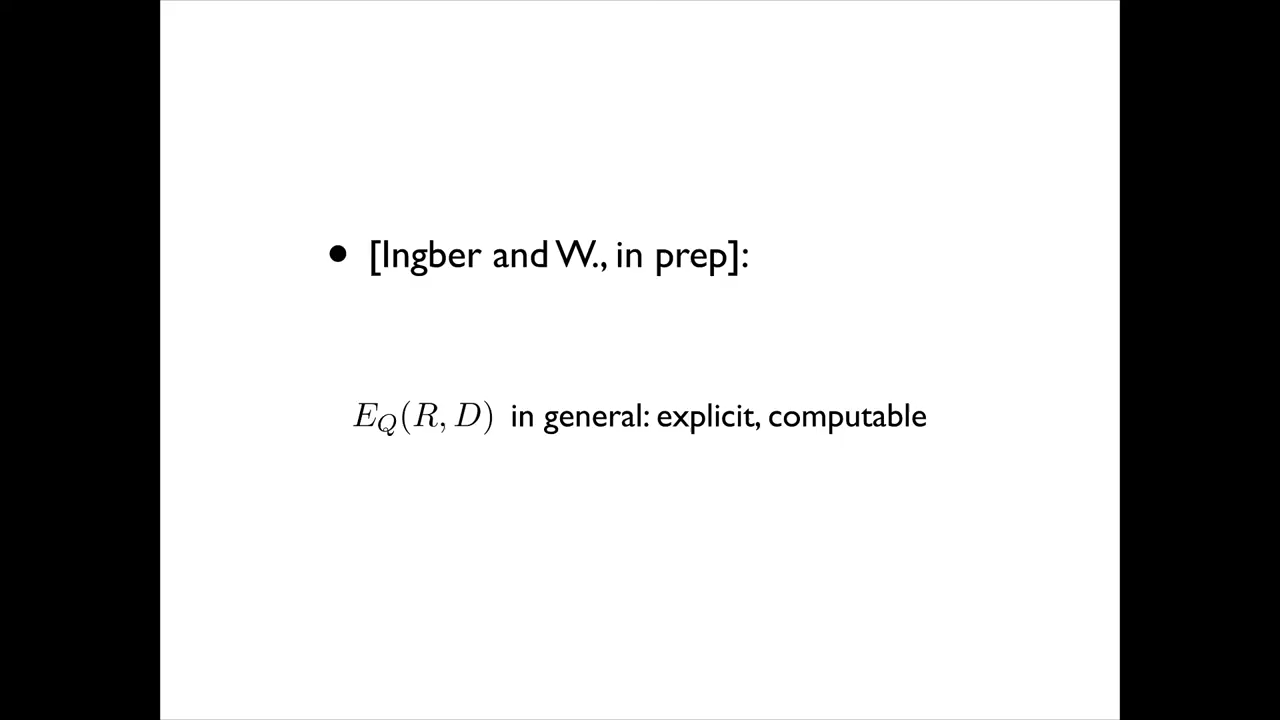 • [Ingber and W., in prep]:
E_Q(R, D) in general: explicit, computable